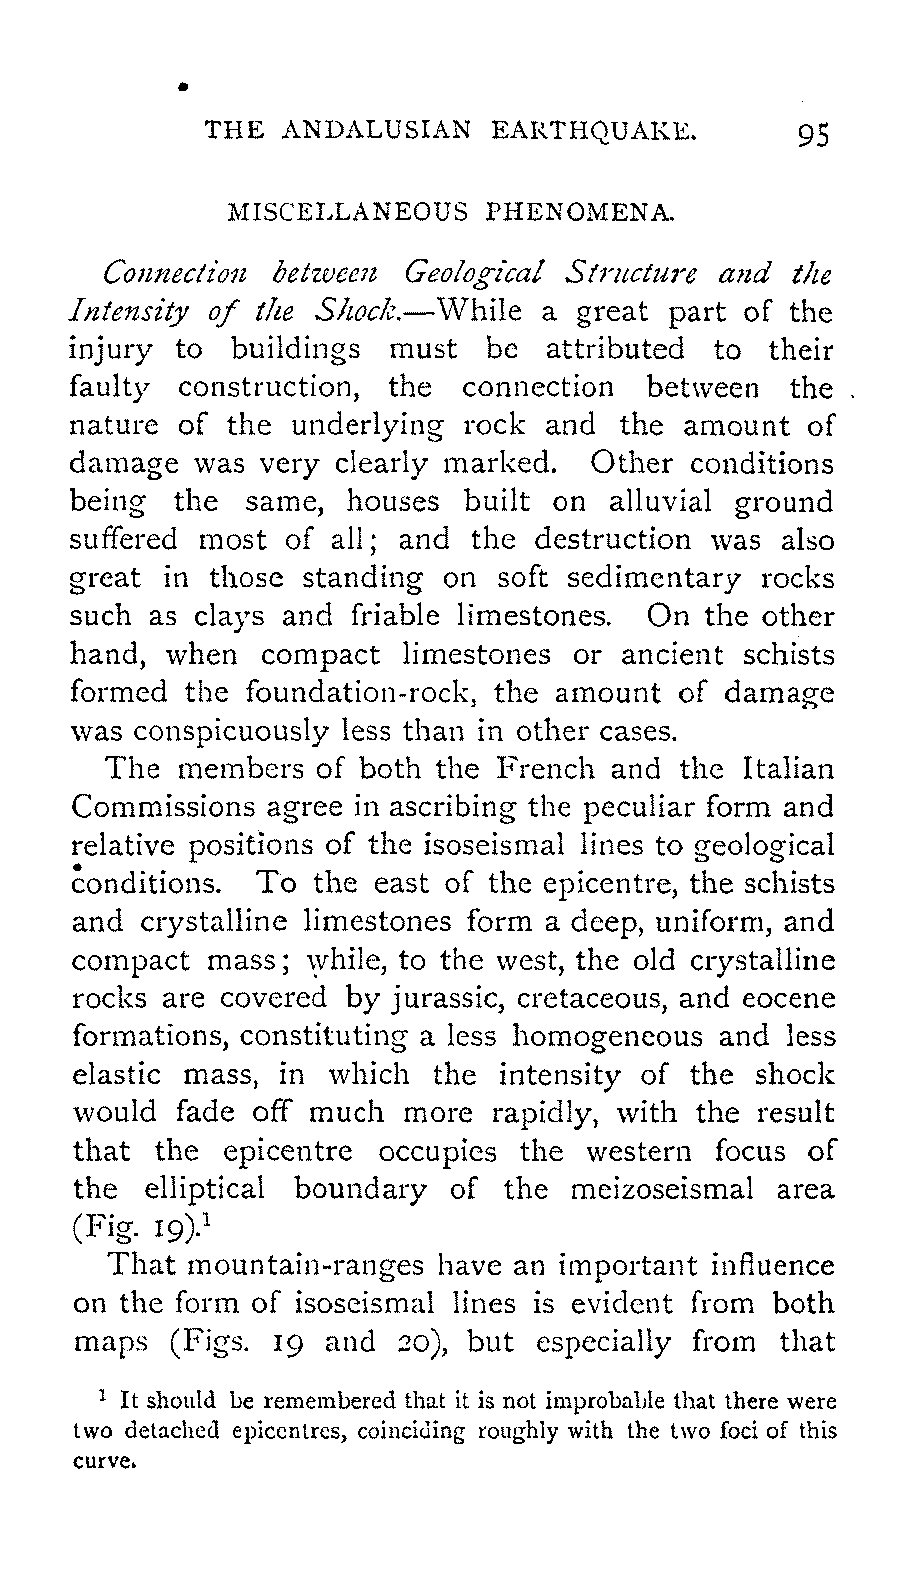 THE ANDALUSIAN EARTHQUAKE. 95
MISCELLANEOUS PHENOMENA.
Connection between Geological Structure and the
Intensity of the Shock.—While a great part of the
injury to buildings must be attributed to their
faulty construction, the connection between the
nature of the underlying rock and the amount of
damage was very clearly marked. Other conditions
being the same, houses built on alluvial ground
suffered most of all; and the destruction was also
great in those standing on soft sedimentary rocks
such as clays and friable limestones. On the other
hand, when compact limestones or ancient schists
formed the foundation-rock, the amount of damage
was conspicuously less than in other cases.
The members of both the French and the Italian
Commissions agree in ascribing the peculiar form and
relative positions of the isoseismal lines to geological
conditions. To the east of the epicentre, the schists
and crystalline limestones form a deep, uniform, and
compact mass; while, to the west, the old crystalline
rocks are covered by jurassic, cretaceous, and eocene
formations, constituting a less homogeneous and less
elastic mass, in which the intensity of the shock
would fade off much more rapidly, with the result
that the epicentre occupies the western focus of
the elliptical boundary of the meizoseismal area
(Fig. 19).¹
That mountain-ranges have an important influence
on the form of isoseismal lines is evident from both
maps (Figs. 19 and 20), but especially from that
¹ It should be remembered that it is not improbable that there were
two detached epicentres, coinciding roughly with the two foci of this
curve.